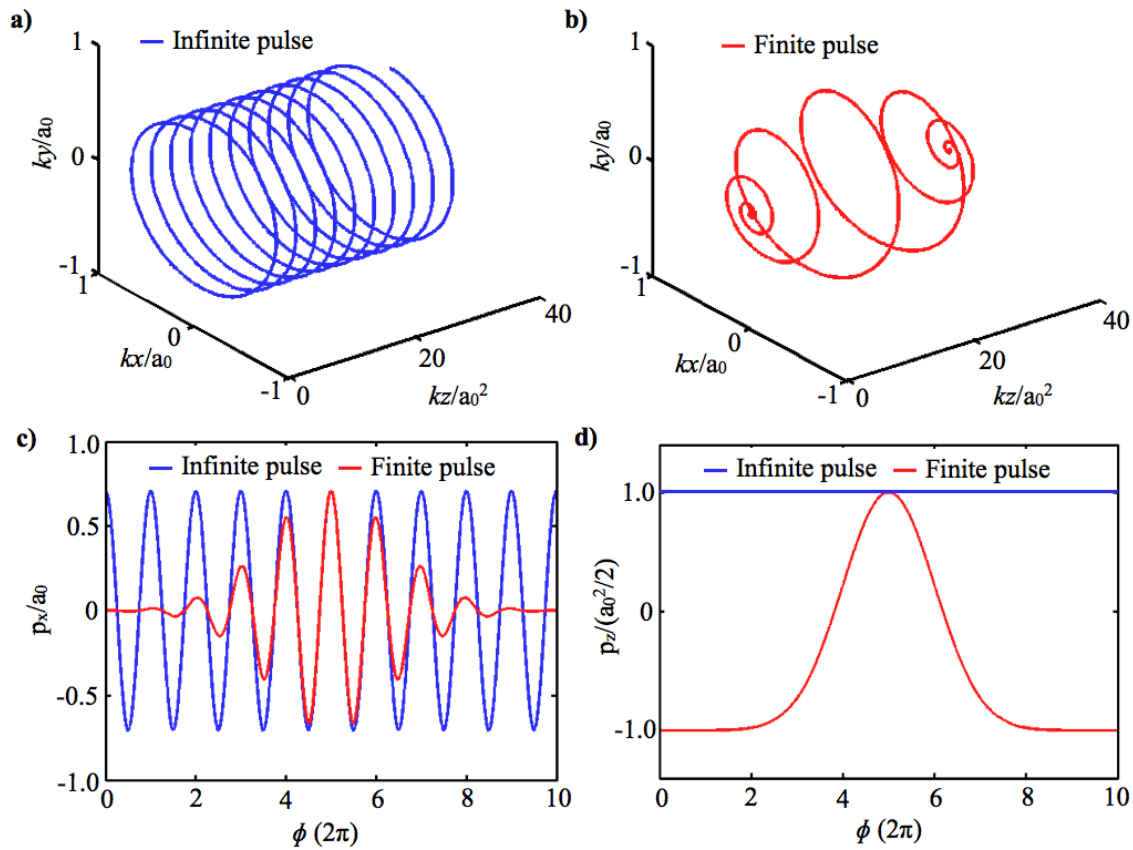 a)
Infinite pulse
1
0
-1
ky/a₀
1
0
-1
kx/a₀
0
20
40
kz/a₀²
b)
Finite pulse
1
0
-1
ky/a₀
1
0
-1
kx/a₀
0
20
40
kz/a₀²
c)
Infinite pulse Finite pulse
1.0
0.5
0
-0.5
-1.0
pₓ/a₀
0 2 4 6 8 10
ϕ (2π)
d)
Infinite pulse Finite pulse
1.0
0
-1.0
p_z/(a₀²/2)
0 2 4 6 8 10
ϕ (2π)